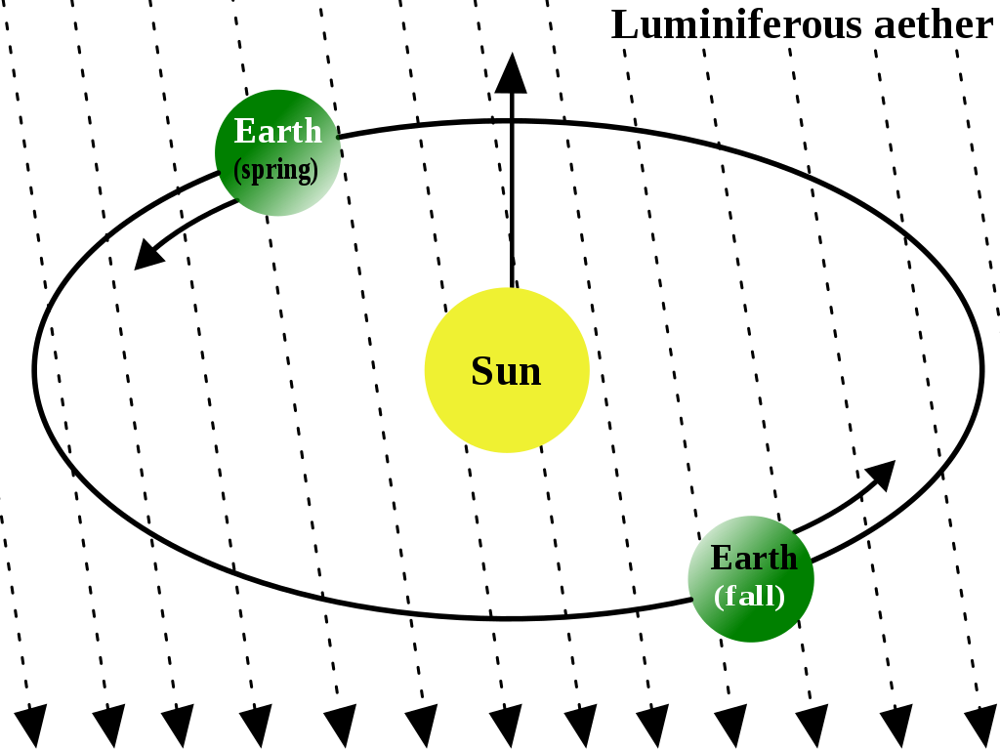 Luminiferous aether
Earth
(spring)
Sun
Earth
(fall)